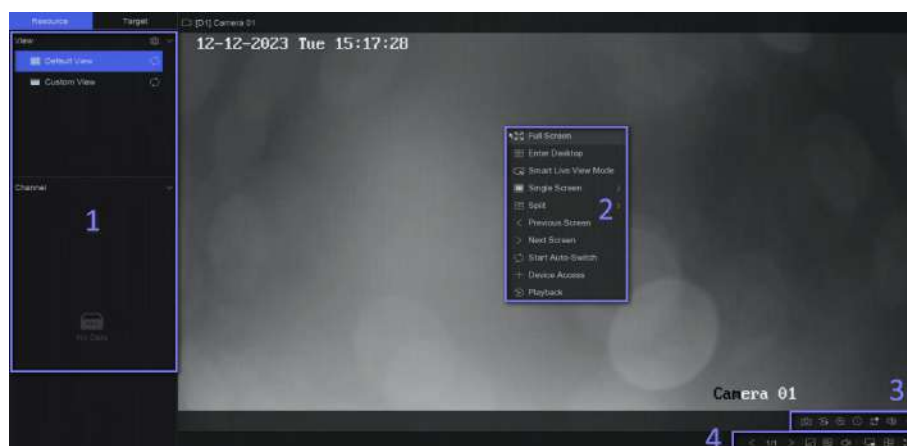 Resource Target [D1] Camera 01
View
12-12-2023 Tue 15:17:28
Default View
Custom View
Channel
1
No Data
Full Screen
Enter Desktop
Smart Live View Mode
Single Screen
Split
2
Previous Screen
Next Screen
Start Auto-Switch
Device Access
Playback
Camera 01
3
4
1/1